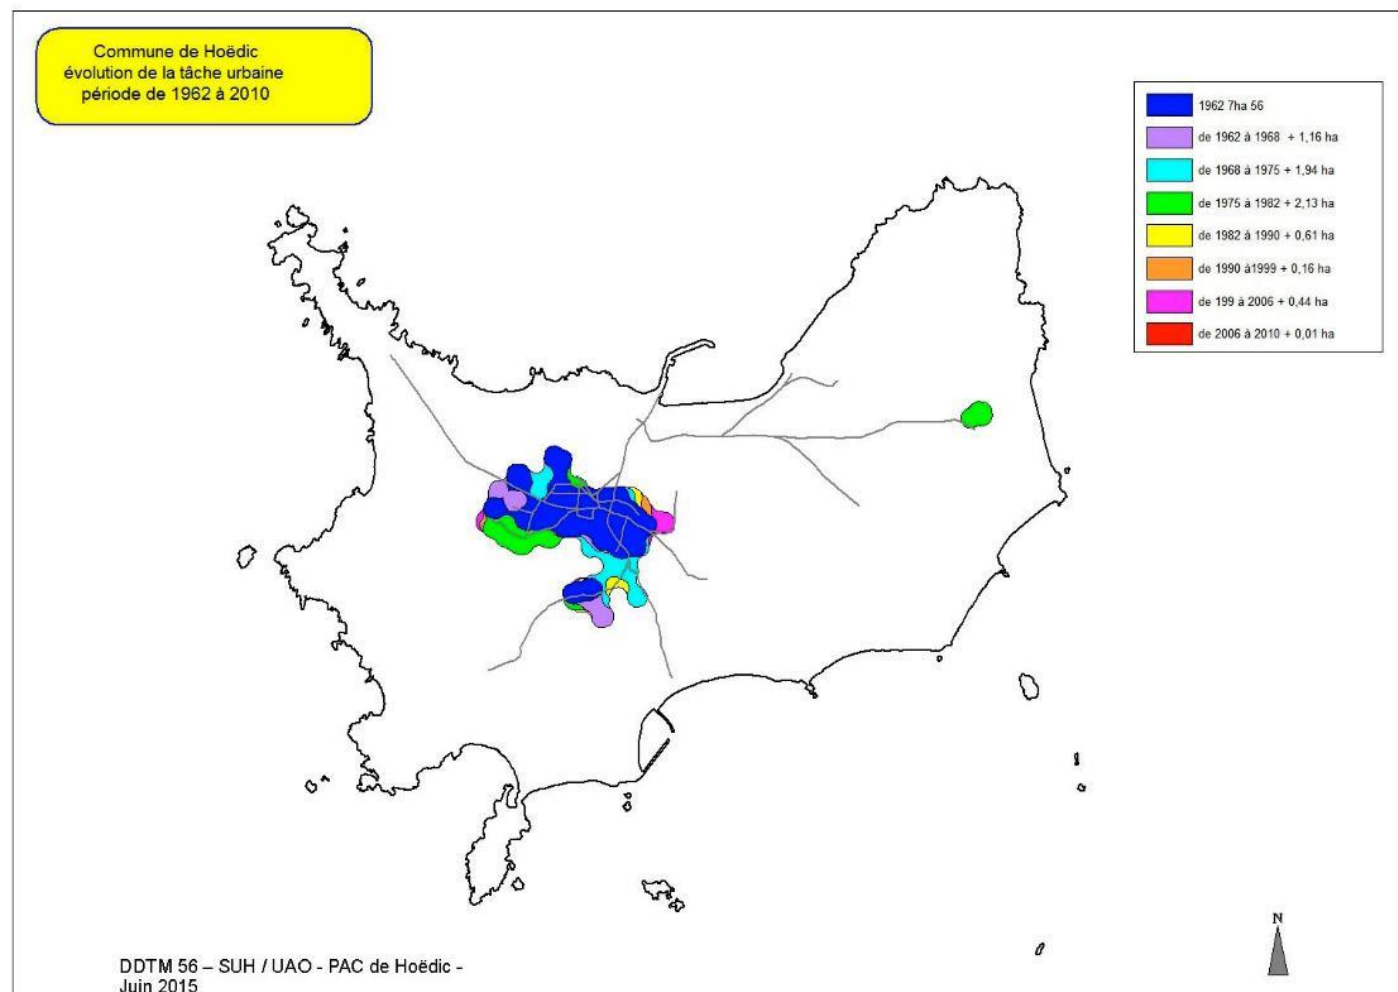 Commune de Hoëdic
évolution de la tâche urbaine
période de 1962 à 2010
1962 7ha 56
de 1962 à 1968 + 1,16 ha
de 1968 à 1975 + 1,94 ha
de 1975 à 1982 + 2,13 ha
de 1982 à 1990 + 0,61 ha
de 1990 à1999 + 0,16 ha
de 199 à 2006 + 0,44 ha
de 2006 à 2010 + 0,01 ha
N
DDTM 56 – SUH / UAO - PAC de Hoëdic -
Juin 2015